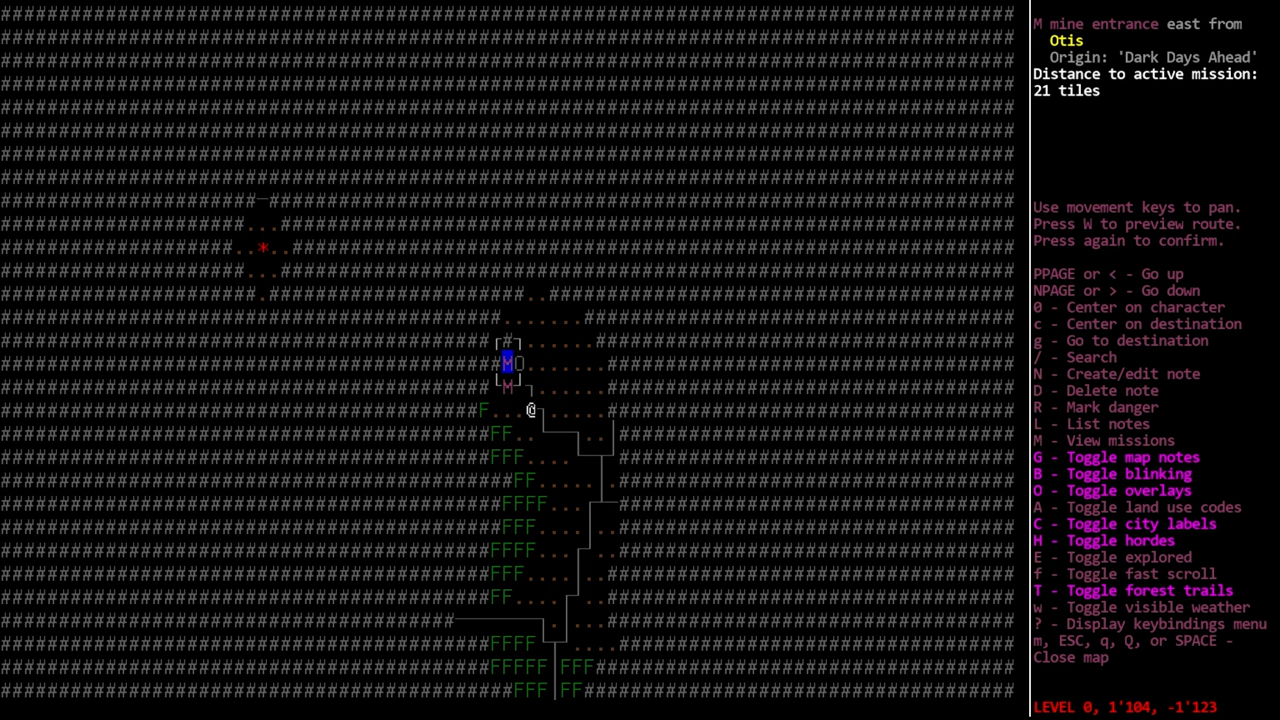 M mine entrance east from
Otis
Origin: 'Dark Days Ahead'
Distance to active mission:
21 tiles
Use movement keys to pan.
Press W to preview route.
Press again to confirm.
PPAGE or < - Go up
NPAGE or > - Go down
0 - Center on character
c - Center on destination
g - Go to destination
/ - Search
N - Create/edit note
D - Delete note
R - Mark danger
L - List notes
M - View missions
G - Toggle map notes
B - Toggle blinking
O - Toggle overlays
A - Toggle land use codes
C - Toggle city labels
H - Toggle hordes
E - Toggle explored
f - Toggle fast scroll
T - Toggle forest trails
w - Toggle visible weather
? - Display keybindings menu
m, ESC, q, Q, or SPACE -
Close map
LEVEL 0, 1'104, -1'123